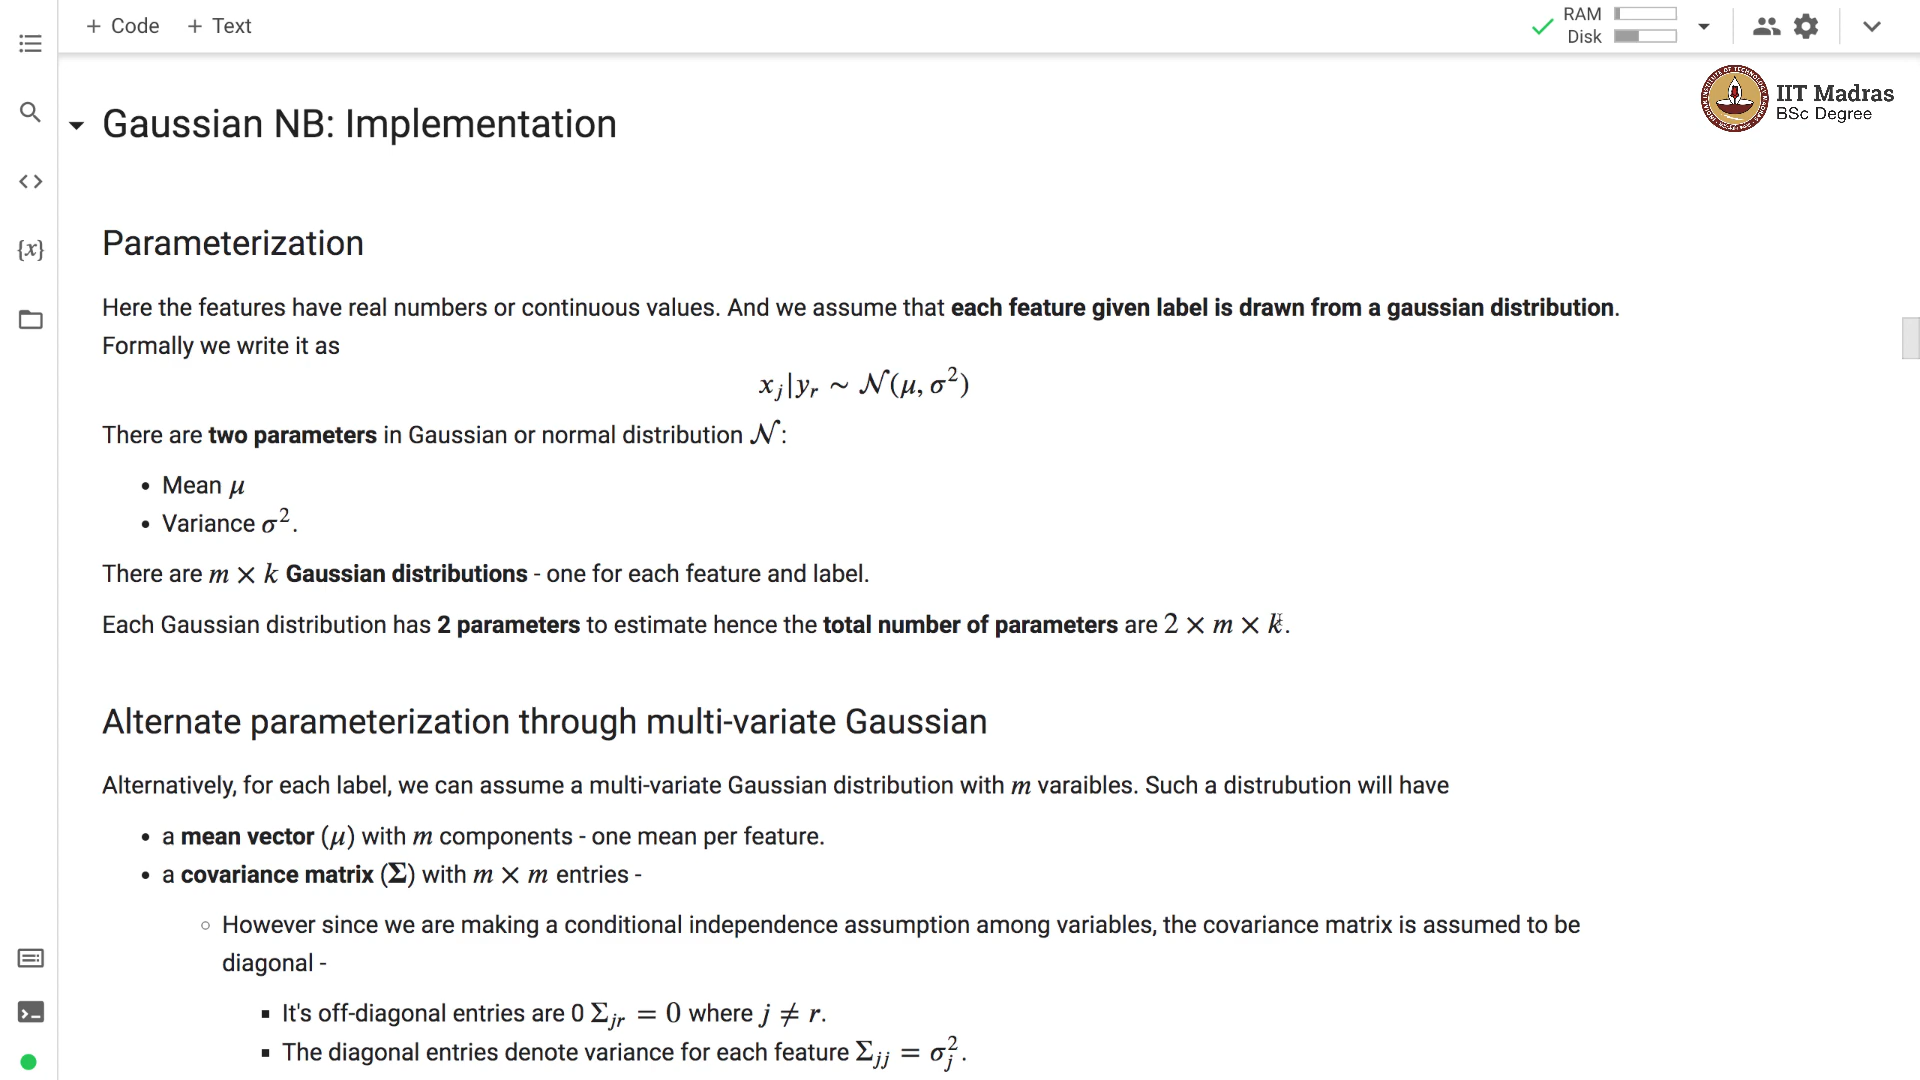 + Code + Text
RAM
Disk
IIT Madras
BSc Degree
Gaussian NB: Implementation
{x}
Parameterization
Here the features have real numbers or continuous values. And we assume that each feature given label is drawn from a gaussian distribution.
Formally we write it as
x_j|y_r ∼ 𝒩(μ, σ²)
There are two parameters in Gaussian or normal distribution 𝒩:
• Mean μ
• Variance σ².
There are m × k Gaussian distributions - one for each feature and label.
Each Gaussian distribution has 2 parameters to estimate hence the total number of parameters are 2 × m × k.
Alternate parameterization through multi-variate Gaussian
Alternatively, for each label, we can assume a multi-variate Gaussian distribution with m varaibles. Such a distrubution will have
• a mean vector (μ) with m components - one mean per feature.
• a covariance matrix (Σ) with m × m entries -
○ However since we are making a conditional independence assumption among variables, the covariance matrix is assumed to be
diagonal -
▪ It's off-diagonal entries are 0 Σ_jr = 0 where j ≠ r.
▪ The diagonal entries denote variance for each feature Σ_jj = σ_j².